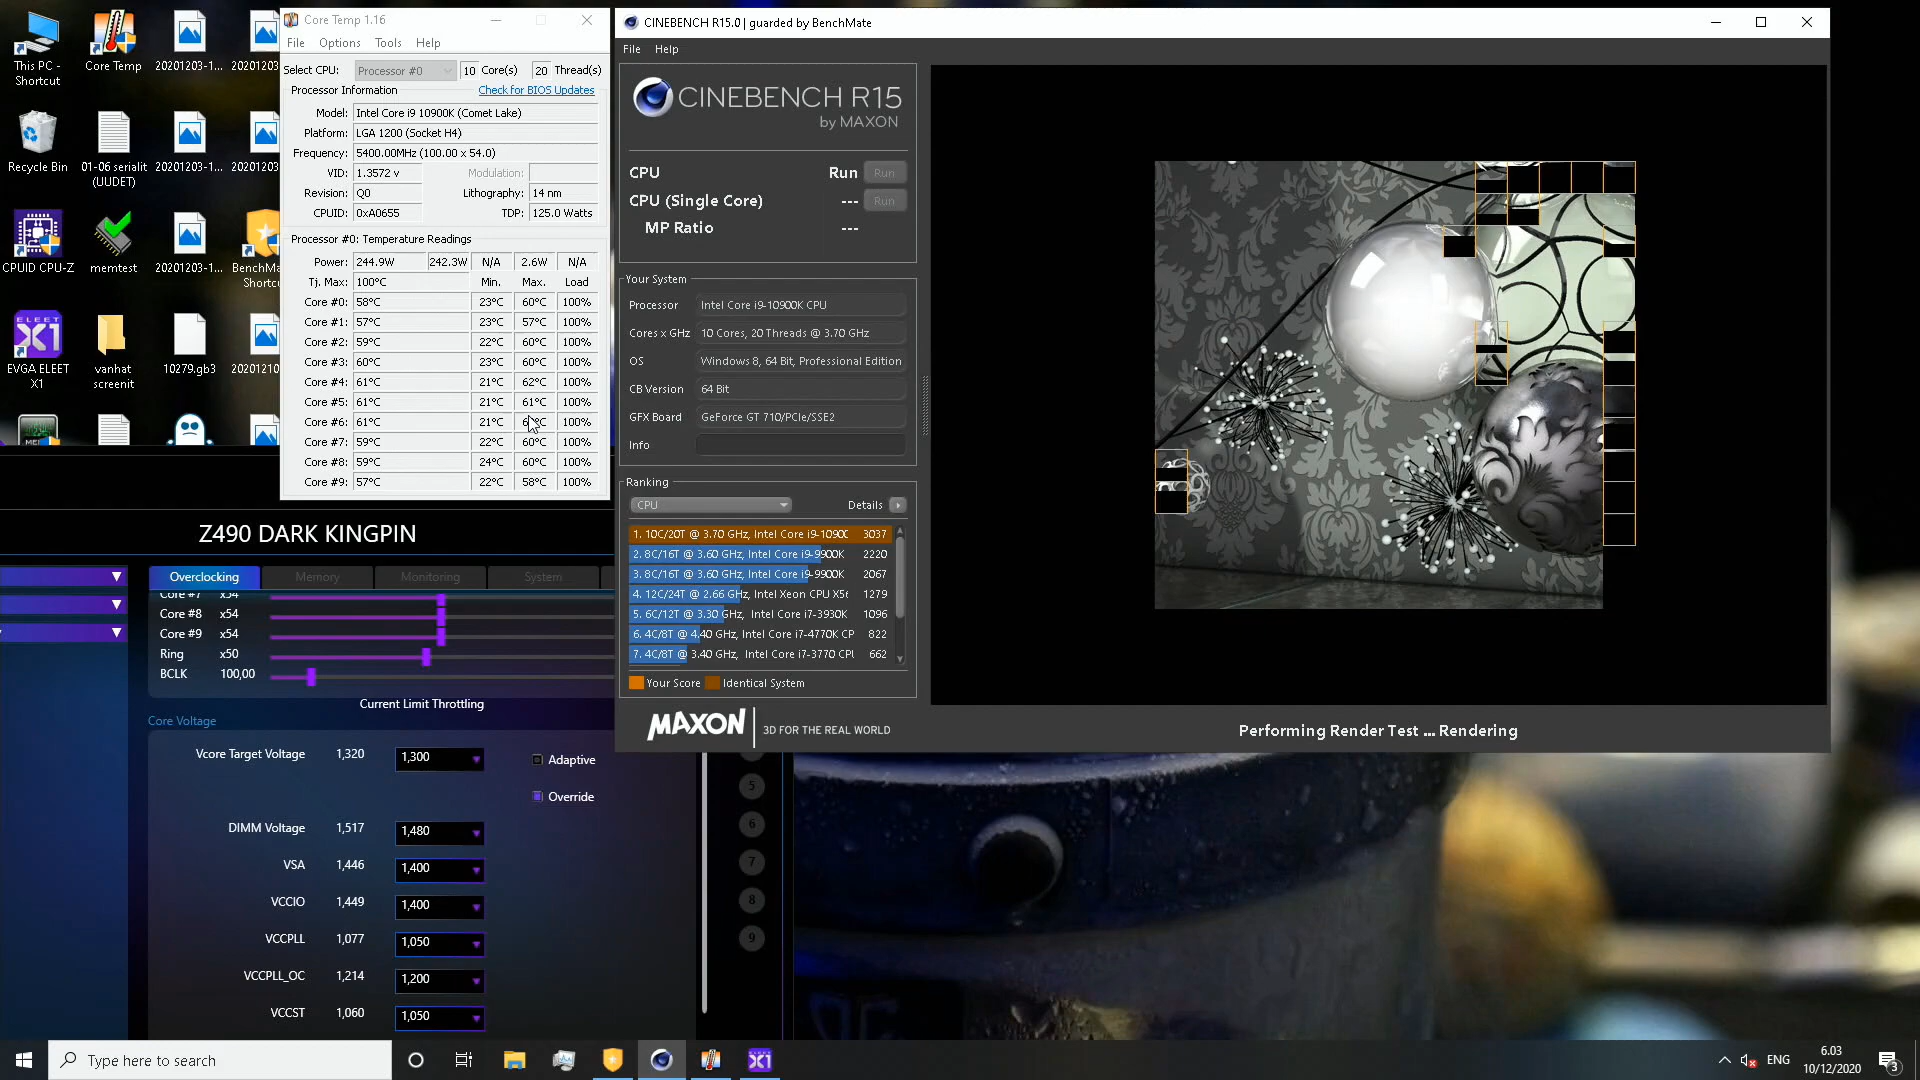 This PC -
Shortcut
Core Temp
20201203-1...
20201203
Recycle Bin
01-06 serialit
(UUDET)
20201203-1...
20201203
CPUID CPU-Z
memtest
20201203-1...
BenchMa
Shortcu
EVGA ELEET
X1
vanhat
screenit
10279.gb3
20201210
Core Temp 1.16
File Options Tools Help
Select CPU: Processor #0 10 Core(s) 20 Thread(s)
Processor Information Check for BIOS Updates
Model: Intel Core i9 10900K (Comet Lake)
Platform: LGA 1200 (Socket H4)
Frequency: 5400.00MHz (100.00 x 54.0)
VID: 1.3572 v Modulation:
Revision: Q0 Lithography: 14 nm
CPUID: 0xA0655 TDP: 125.0 Watts
Processor #0: Temperature Readings
Power: 244.9W 242.3W N/A 2.6W N/A
Tj. Max: 100°C Min. Max. Load
Core #0: 58°C 23°C 60°C 100%
Core #1: 57°C 23°C 57°C 100%
Core #2: 59°C 22°C 60°C 100%
Core #3: 60°C 23°C 60°C 100%
Core #4: 61°C 21°C 62°C 100%
Core #5: 61°C 21°C 61°C 100%
Core #6: 61°C 21°C 100%
Core #7: 59°C 22°C 60°C 100%
Core #8: 59°C 24°C 60°C 100%
Core #9: 57°C 22°C 58°C 100%
CINEBENCH R15.0 | guarded by BenchMate
File Help
CINEBENCH R15
by MAXON
CPU Run Run
CPU (Single Core) --- Run
MP Ratio ---
Your System
Processor Intel Core i9-10900K CPU
Cores x GHz 10 Cores, 20 Threads @ 3.70 GHz
OS Windows 8, 64 Bit, Professional Edition
CB Version 64 Bit
GFX Board GeForce GT 710/PCIe/SSE2
Info
Ranking
CPU Details
1. 10C/20T @ 3.70 GHz, Intel Core i9-1090C 3037
2. 8C/16T @ 3.60 GHz, Intel Core i9-9900K 2220
3. 8C/16T @ 3.60 GHz, Intel Core i9-9900K 2067
4. 12C/24T @ 2.66 GHz, Intel Xeon CPU X56 1279
5. 6C/12T @ 3.30 GHz, Intel Core i7-3930K 1096
6. 4C/8T @ 4.40 GHz, Intel Core i7-4770K CP 822
7. 4C/8T @ 3.40 GHz, Intel Core i7-3770 CPU 662
Your Score Identical System
MAXON 3D FOR THE REAL WORLD
Performing Render Test ... Rendering
Z490 DARK KINGPIN
Overclocking Memory Monitoring System
Core #7 x54
Core #8 x54
Core #9 x54
Ring x50
BCLK 100,00
Current Limit Throttling
Core Voltage
Vcore Target Voltage 1,320 1,300 Adaptive
Override
DIMM Voltage 1,517 1,480
VSA 1,446 1,400
VCCIO 1,449 1,400
VCCPLL 1,077 1,050
VCCPLL_OC 1,214 1,200
VCCST 1,060 1,050
5
6
7
8
9
Type here to search
X1
ENG
6.03
10/12/2020
3